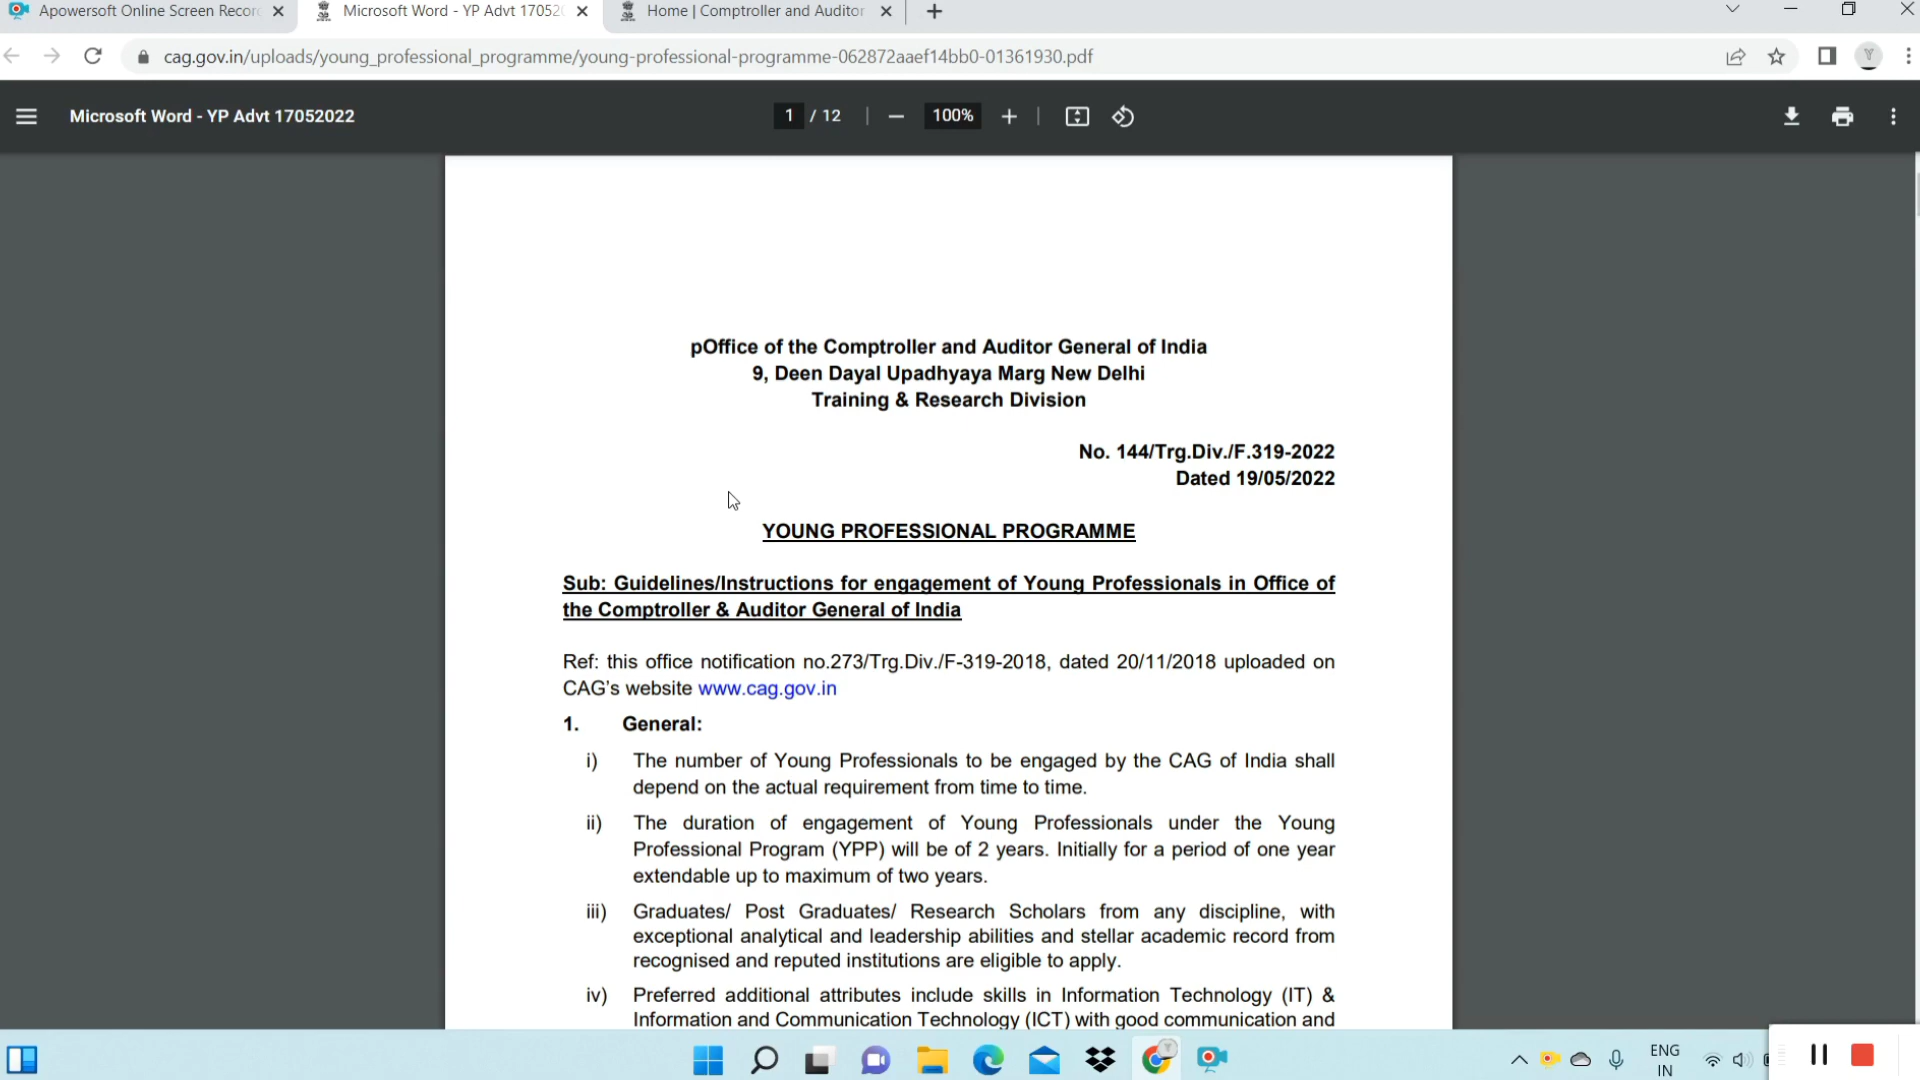 Apowersoft Online Screen Recor
Microsoft Word - YP Advt 17052
Home | Comptroller and Auditor
cag.gov.in/uploads/young_professional_programme/young-professional-programme-062872aaef14bb0-01361930.pdf
Y
Microsoft Word - YP Advt 17052022
1 / 12
100%
pOffice of the Comptroller and Auditor General of India
9, Deen Dayal Upadhyaya Marg New Delhi
Training & Research Division
No. 144/Trg.Div./F.319-2022
Dated 19/05/2022
YOUNG PROFESSIONAL PROGRAMME
Sub: Guidelines/Instructions for engagement of Young Professionals in Office of
the Comptroller & Auditor General of India
Ref: this office notification no.273/Trg.Div./F-319-2018, dated 20/11/2018 uploaded on
CAG's website www.cag.gov.in
1. General:
i) The number of Young Professionals to be engaged by the CAG of India shall
depend on the actual requirement from time to time.
ii) The duration of engagement of Young Professionals under the Young
Professional Program (YPP) will be of 2 years. Initially for a period of one year
extendable up to maximum of two years.
iii) Graduates/ Post Graduates/ Research Scholars from any discipline, with
exceptional analytical and leadership abilities and stellar academic record from
recognised and reputed institutions are eligible to apply.
iv) Preferred additional attributes include skills in Information Technology (IT) &
Information and Communication Technology (ICT) with good communication and
ENG
IN